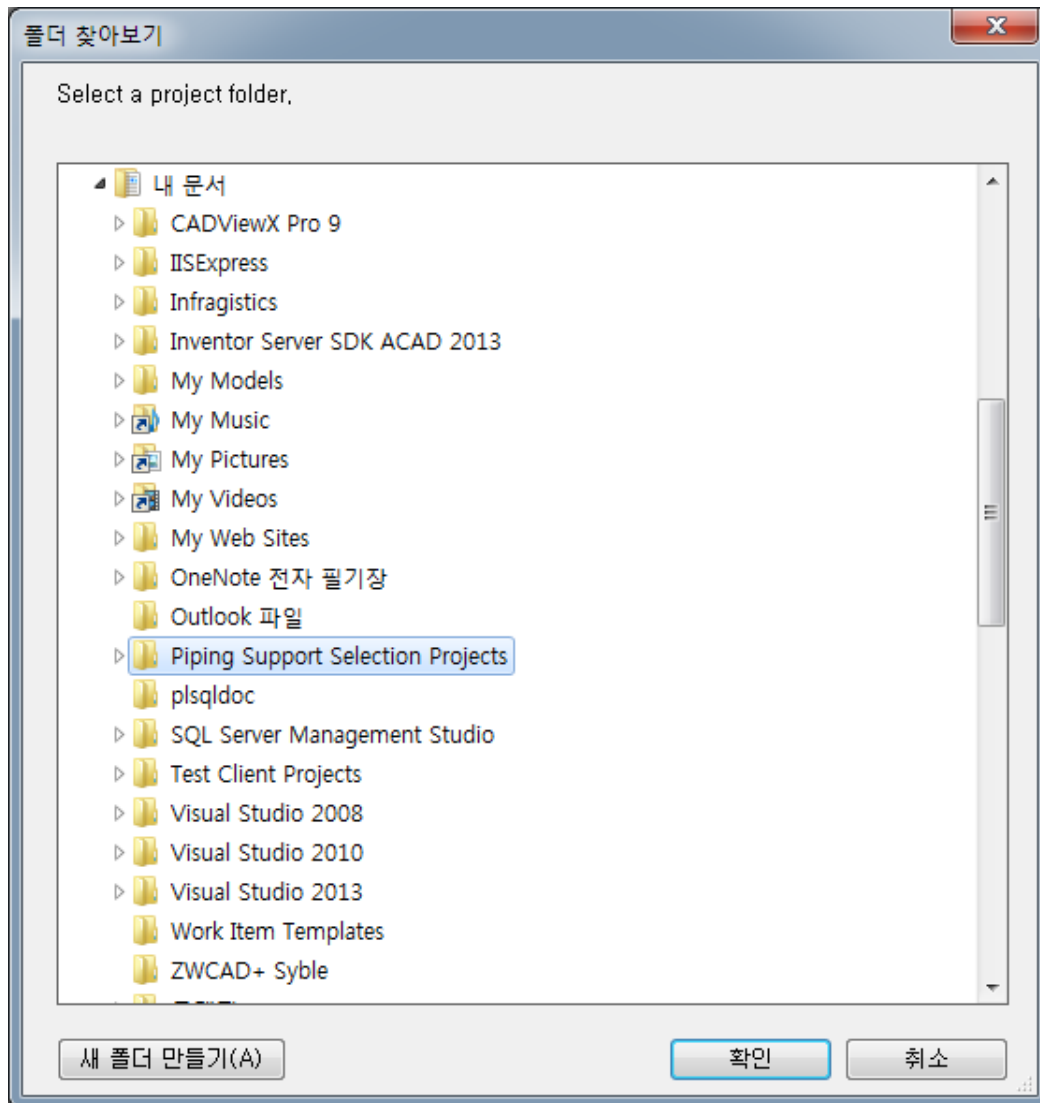 폴더 찾아보기
Select a project folder,
내 문서
CADViewX Pro 9
IISExpress
Infragistics
Inventor Server SDK ACAD 2013
My Models
My Music
My Pictures
My Videos
My Web Sites
OneNote 전자 필기장
Outlook 파일
Piping Support Selection Projects
plsqldoc
SQL Server Management Studio
Test Client Projects
Visual Studio 2008
Visual Studio 2010
Visual Studio 2013
Work Item Templates
ZWCAD+ Syble
새 폴더 만들기(A) 확인 취소